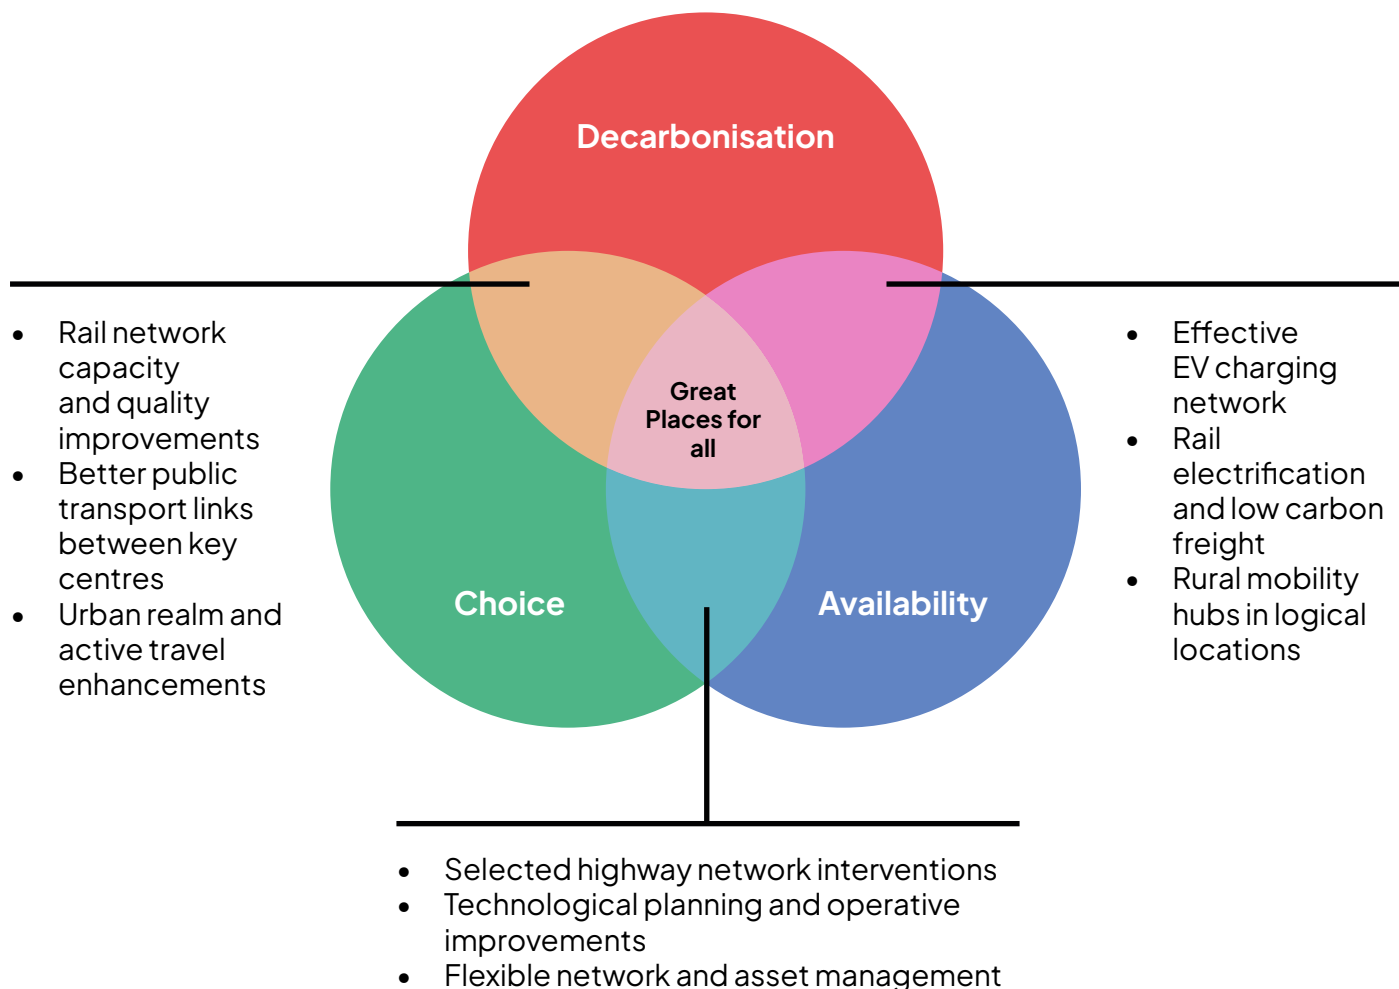 Decarbonisation
Great
Places for
all
Choice
Availability
• Rail network
capacity
and quality
improvements
• Better public
transport links
between key
centres
• Urban realm and
active travel
enhancements
• Effective
EV charging
network
• Rail
electrification
and low carbon
freight
• Rural mobility
hubs in logical
locations
• Selected highway network interventions
• Technological planning and operative
improvements
• Flexible network and asset management